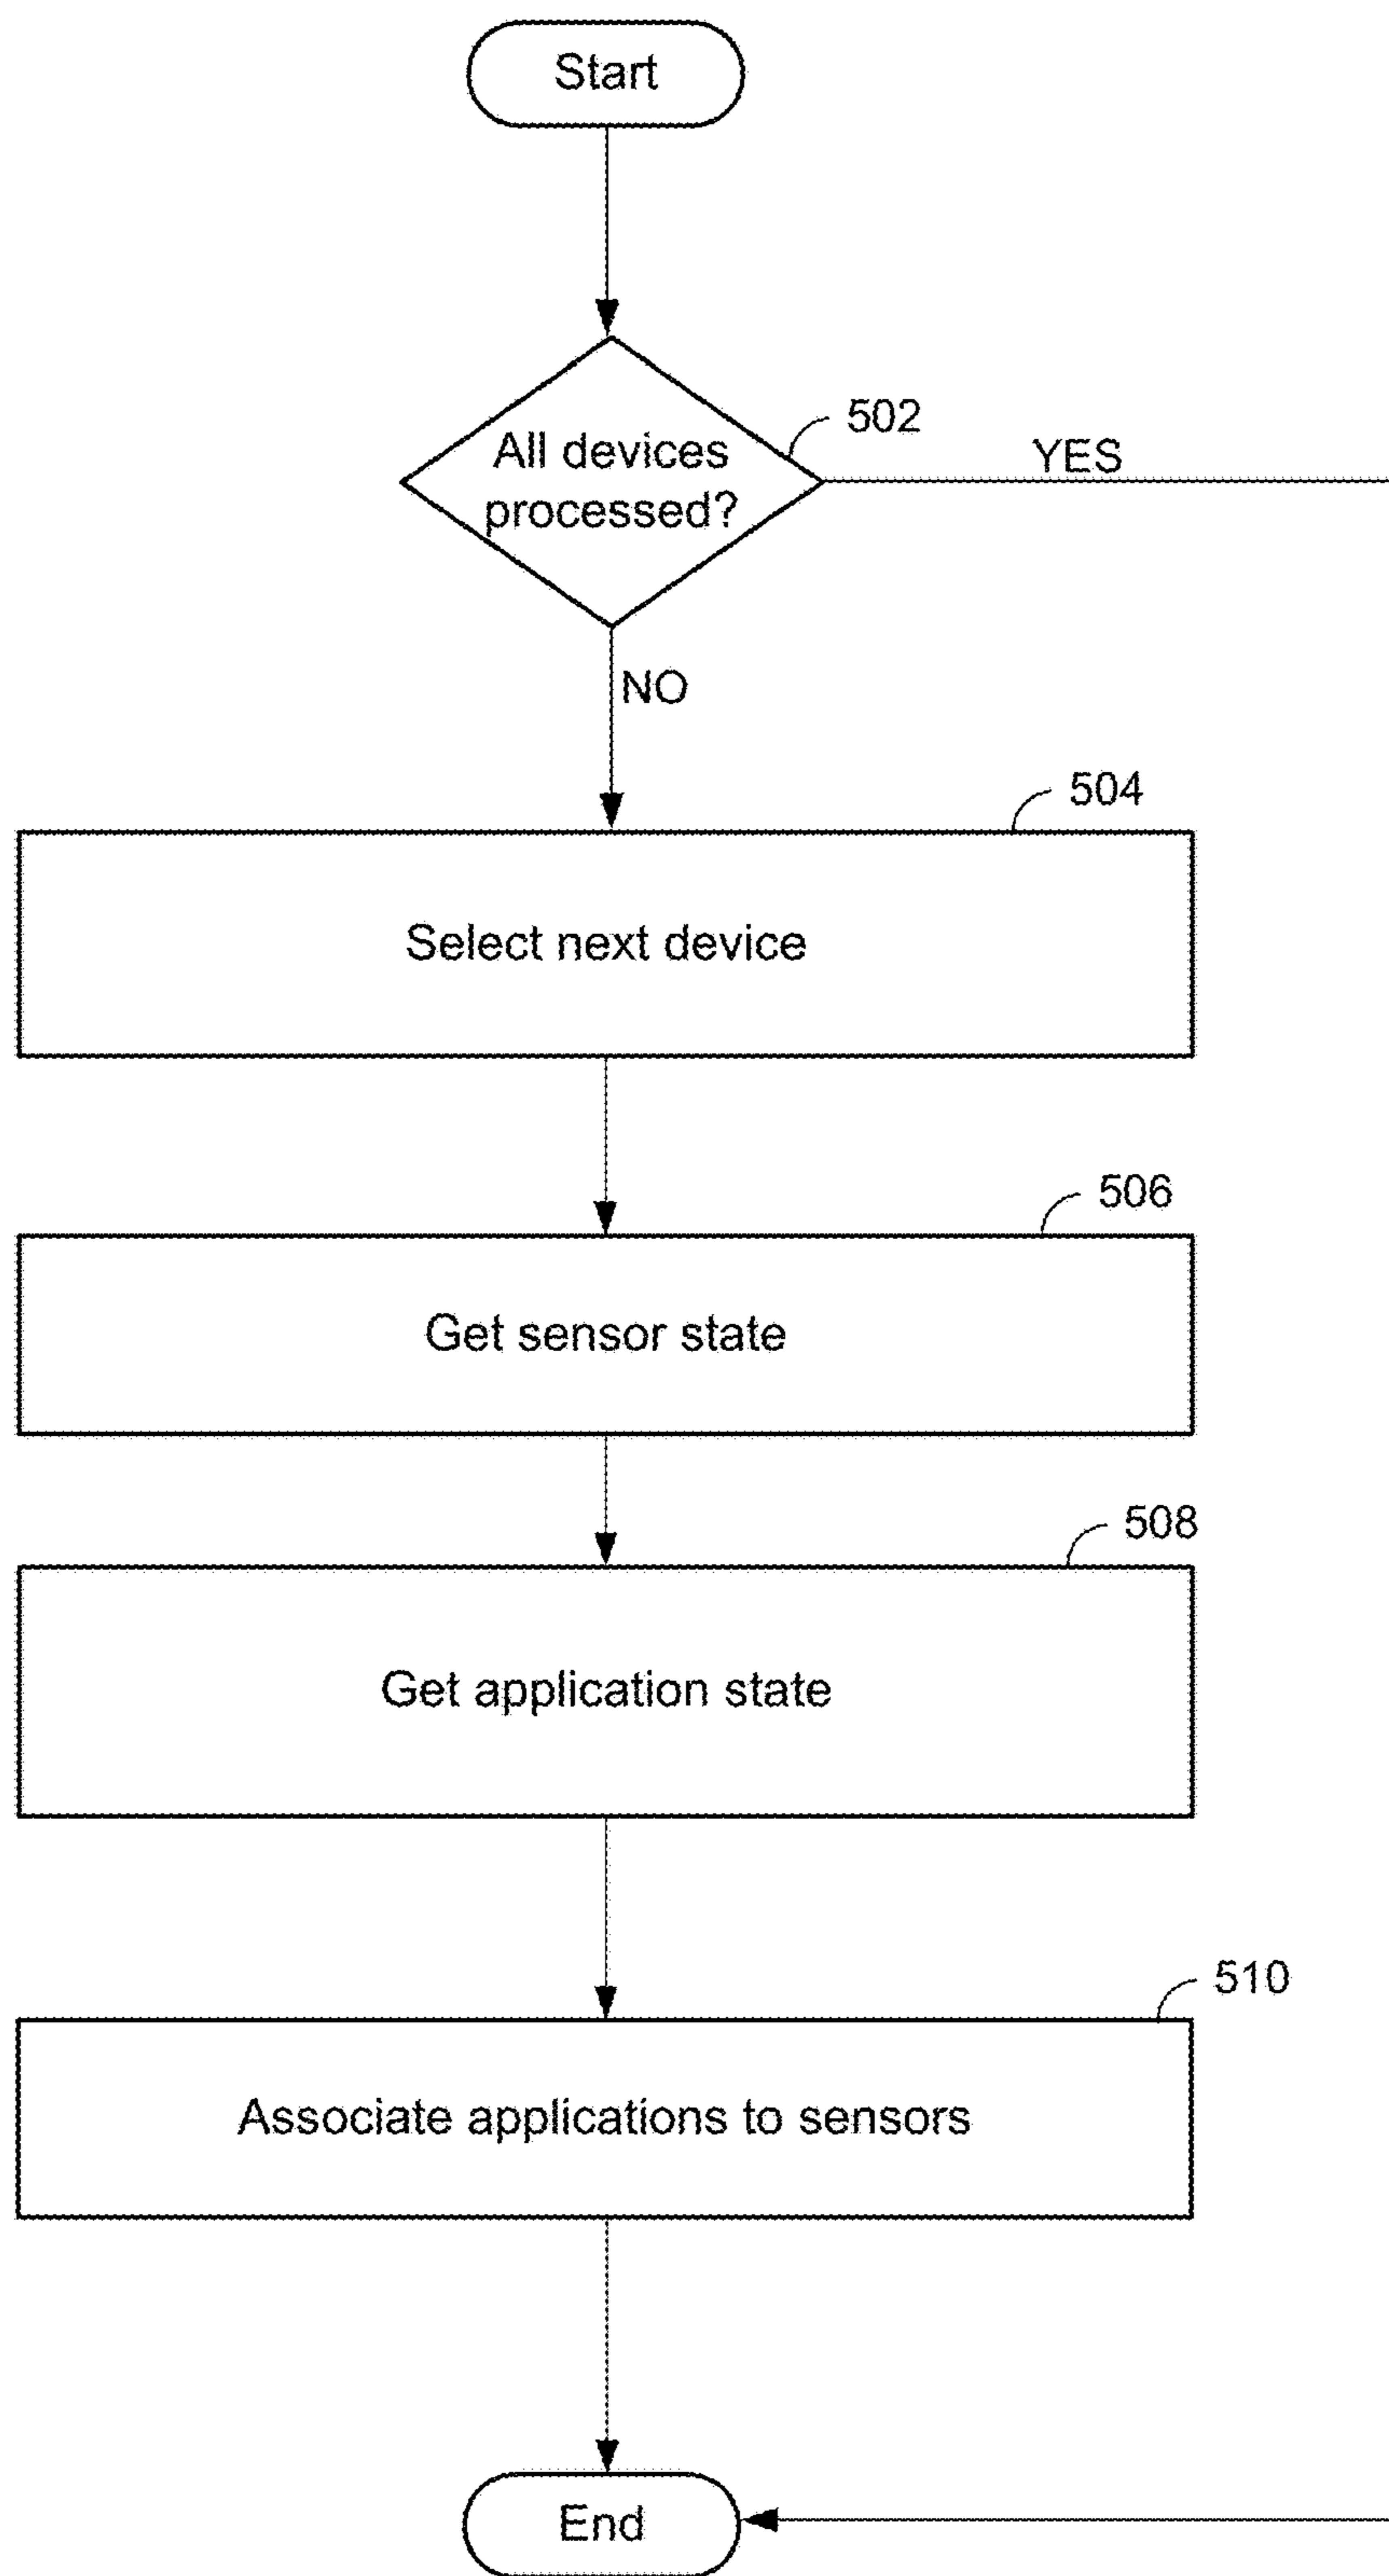 Start
502
All devices
processed?
YES
NO
504
Select next device
506
Get sensor state
508
Get application state
510
Associate applications to sensors
End